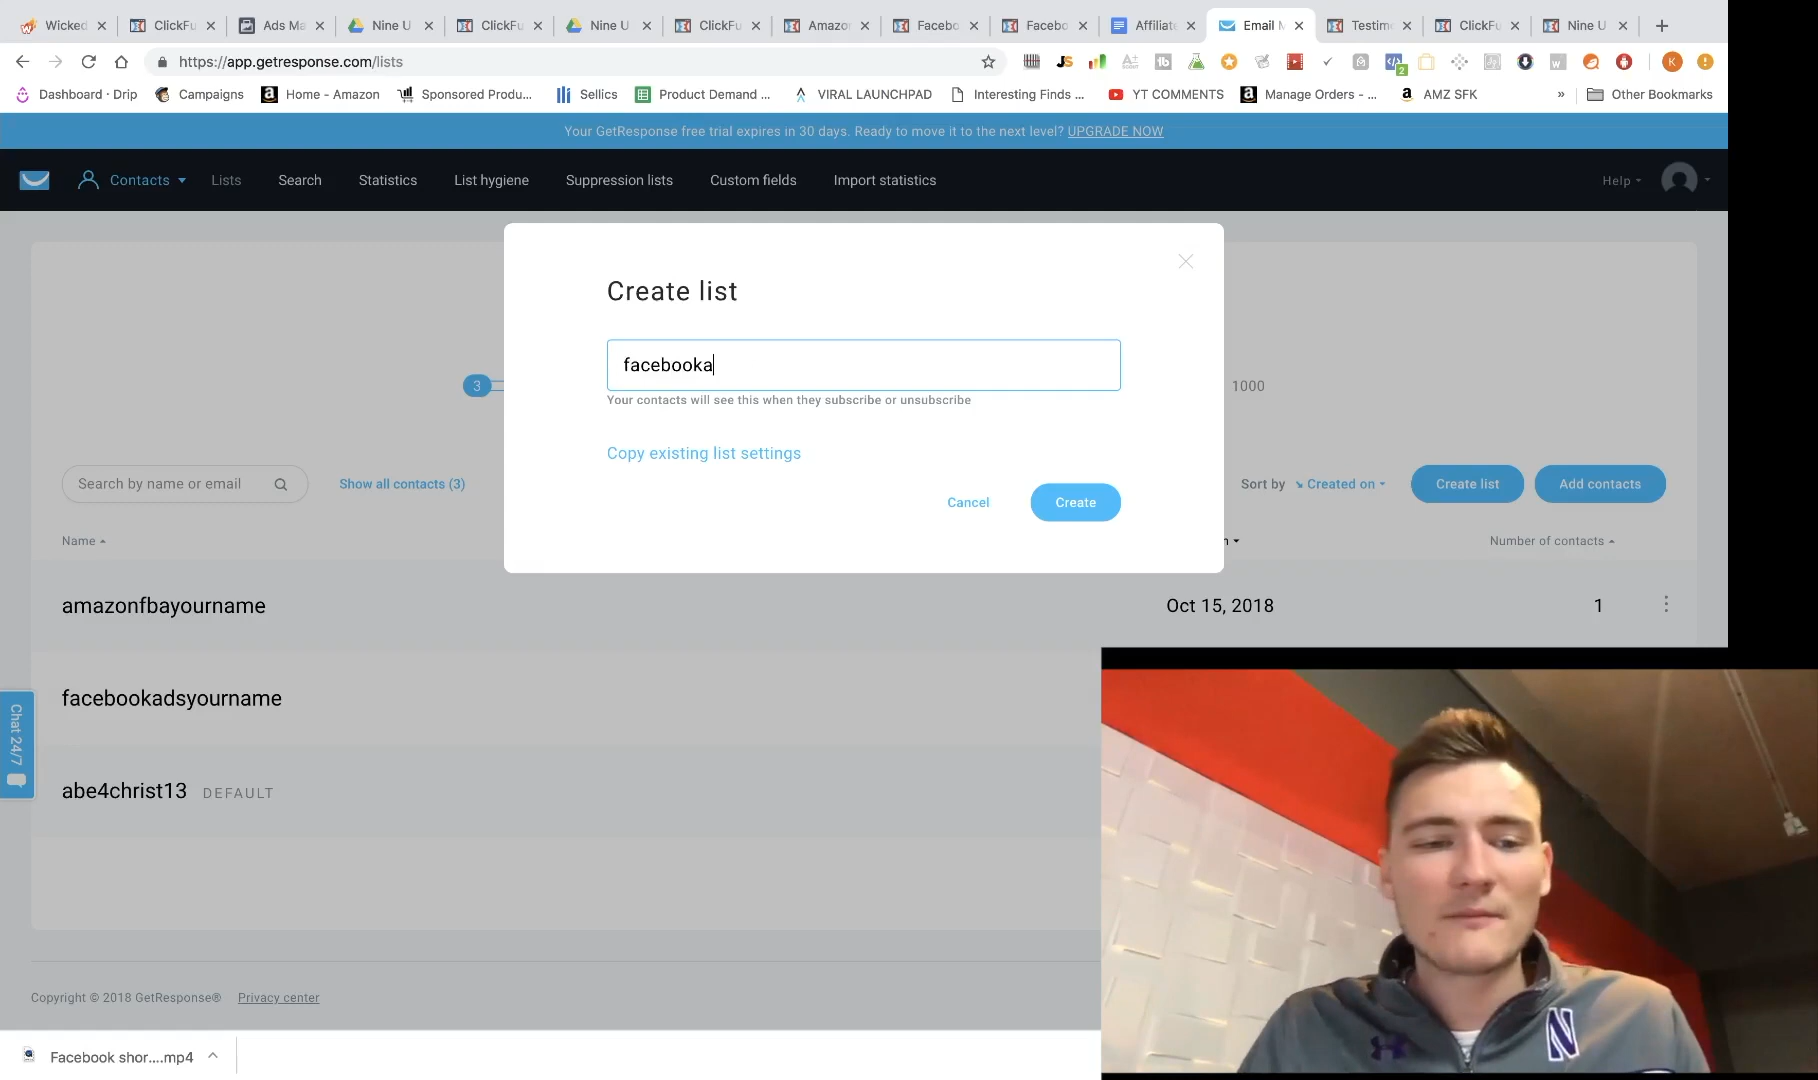 Wicked
ClickFu
Ads Ma
Nine U
ClickFu
Nine U
ClickFu
Amazon
Facebo
Facebo
Affiliate
Email M
Testim
ClickFu
Nine U
https://app.getresponse.com/lists
Dashboard · Drip
Campaigns
Home - Amazon
Sponsored Produ...
Sellics
Product Demand ...
VIRAL LAUNCHPAD
Interesting Finds ...
YT COMMENTS
Manage Orders - ...
AMZ SFK
»
Other Bookmarks
Your GetResponse free trial expires in 30 days. Ready to move it to the next level? UPGRADE NOW
Contacts
Lists
Search
Statistics
List hygiene
Suppression lists
Custom fields
Import statistics
Help
Create list
facebooka
Your contacts will see this when they subscribe or unsubscribe
3
1000
Copy existing list settings
Search by name or email
Show all contacts (3)
Sort by
Created on
Create list
Add contacts
Cancel
Create
Name
n
Number of contacts
amazonfbayourname
Oct 15, 2018
1
facebookadsyourname
Chat 24/7
abe4christ13 DEFAULT
Copyright © 2018 GetResponse®
Privacy center
Facebook shor....mp4
N